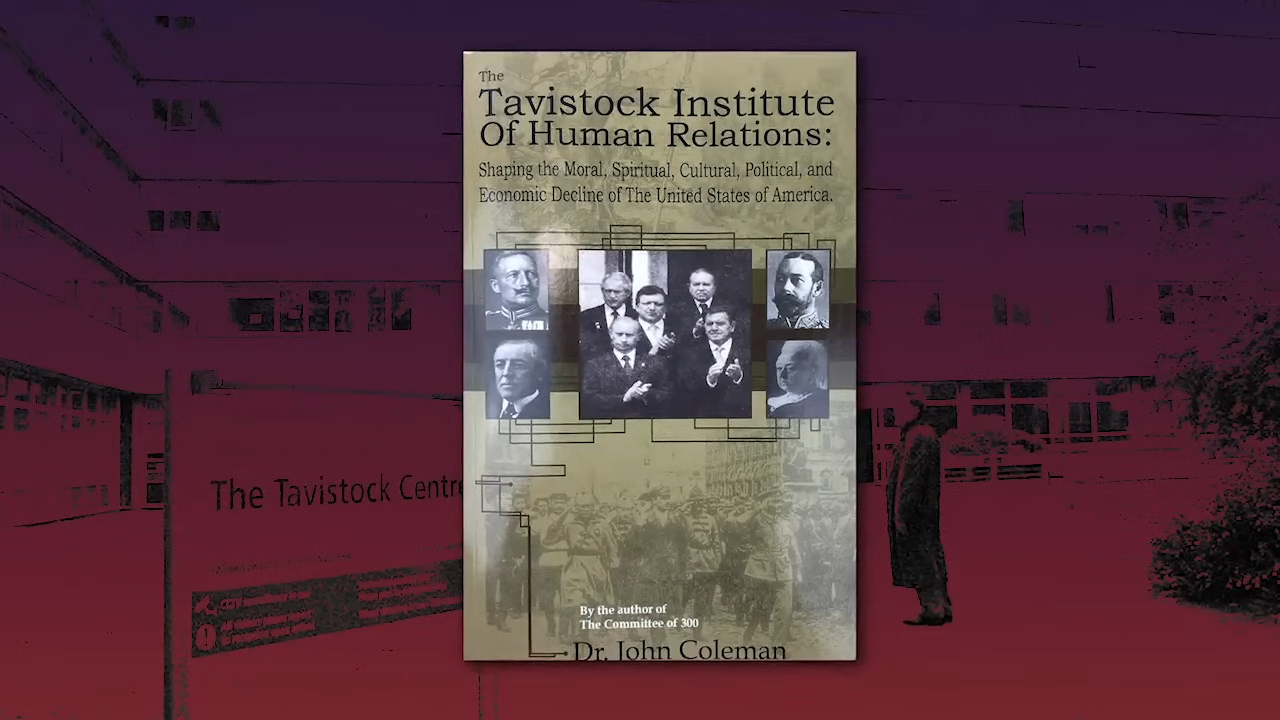 The
Tavistock Institute
Of Human Relations:
Shaping the Moral, Spiritual, Cultural, Political, and
Economic Decline of The United States of America.
By the author of
The Committee of 300
Dr. John Coleman
The Tavistock Centre